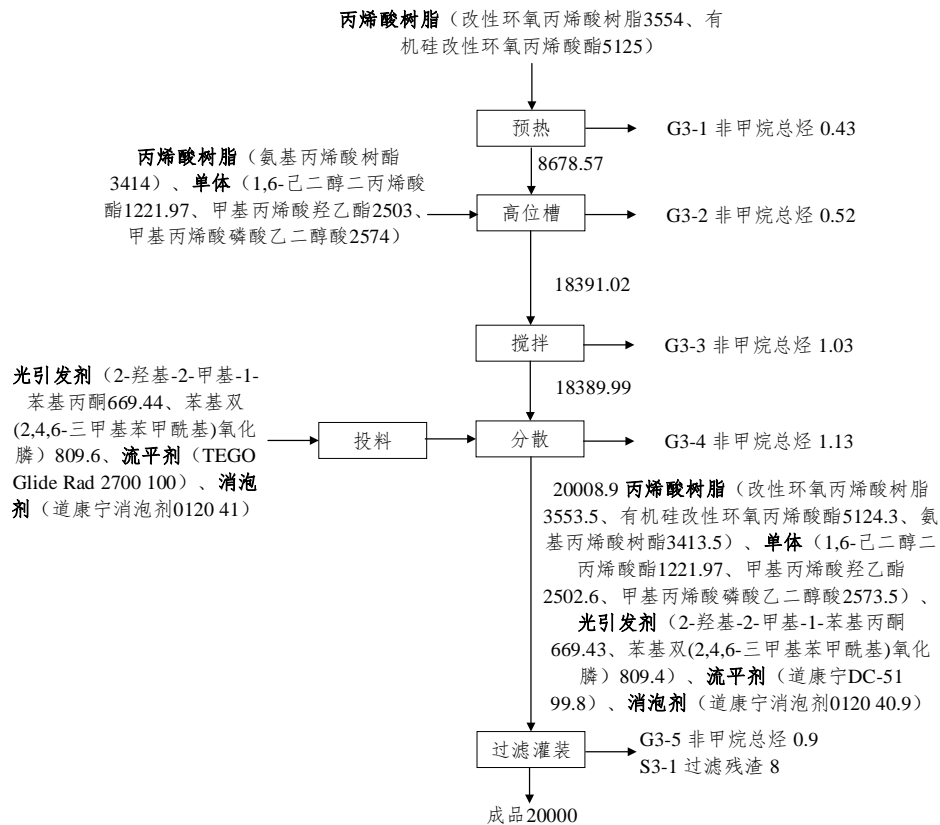 丙烯酸树脂（改性环氧丙烯酸树脂3554、有
机硅改性环氧丙烯酸酯5125）
预热
G3-1 非甲烷总烃 0.43
8678.57
丙烯酸树脂（氨基丙烯酸树酯
3414）、单体（1,6-己二醇二丙烯酸
酯1221.97、甲基丙烯酸羟乙酯2503、
甲基丙烯酸磷酸乙二醇酸2574）
高位槽
G3-2 非甲烷总烃 0.52
18391.02
搅拌
G3-3 非甲烷总烃 1.03
18389.99
光引发剂（2-羟基-2-甲基-1-
苯基丙酮669.44、苯基双
(2,4,6-三甲基苯甲酰基)氧化
膦）809.6、流平剂（TEGO
Glide Rad 2700 100）、消泡
剂（道康宁消泡剂0120 41）
投料
分散
G3-4 非甲烷总烃 1.13
20008.9 丙烯酸树脂（改性环氧丙烯酸树脂
3553.5、有机硅改性环氧丙烯酸酯5124.3、氨
基丙烯酸树酯3413.5）、单体（1,6-己二醇二
丙烯酸酯1221.97、甲基丙烯酸羟乙酯
2502.6、甲基丙烯酸磷酸乙二醇酸2573.5）、
光引发剂（2-羟基-2-甲基-1-苯基丙酮
669.43、苯基双(2,4,6-三甲基苯甲酰基)氧化
膦）809.4）、流平剂（道康宁DC-51
99.8）、消泡剂（道康宁消泡剂0120 40.9）
过滤灌装
G3-5 非甲烷总烃 0.9
S3-1 过滤残渣 8
成品20000